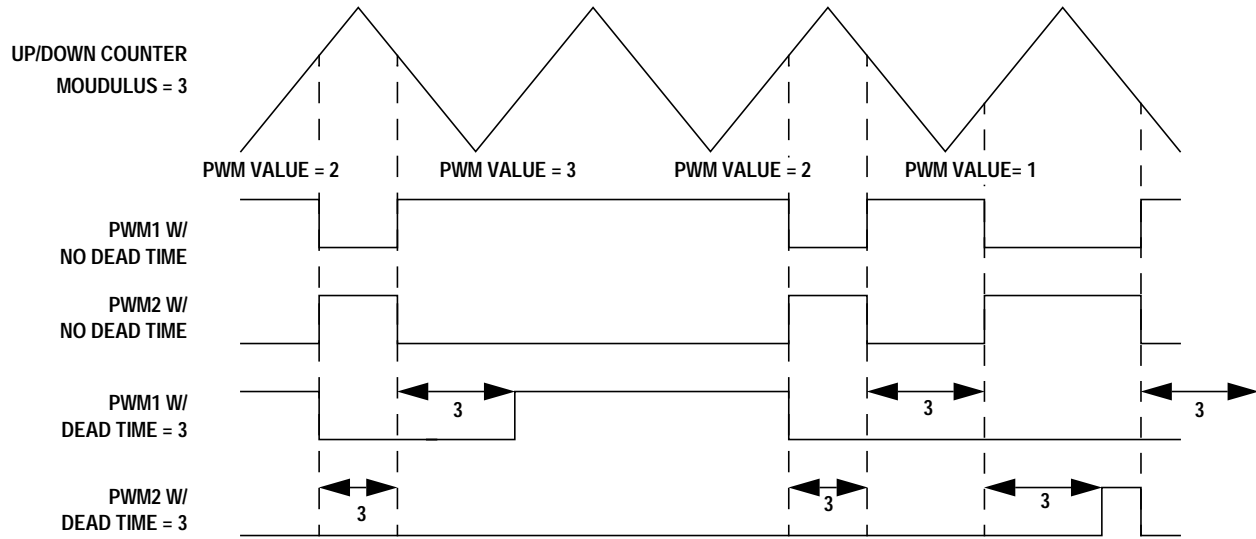 UP/DOWN COUNTER
MOUDULUS = 3
PWM VALUE = 2
PWM VALUE = 3
PWM VALUE = 2
PWM VALUE= 1
PWM1 W/
NO DEAD TIME
PWM2 W/
NO DEAD TIME
PWM1 W/
DEAD TIME = 3
3
3
3
PWM2 W/
DEAD TIME = 3
3
3
3